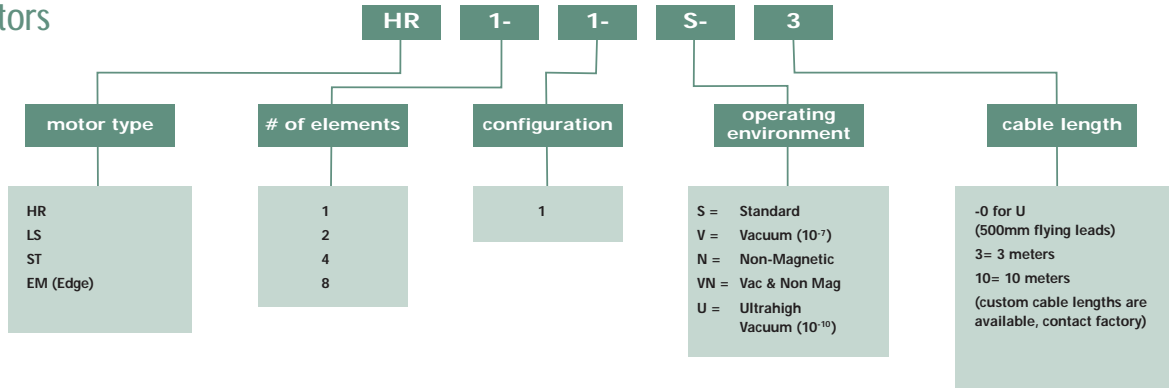 tors
HR 1- 1- S- 3
motor type
# of elements
configuration
operating
environment
cable length
HR
LS
ST
EM (Edge)
1
2
4
8
1
S = Standard
V = Vacuum (10⁻⁷)
N = Non-Magnetic
VN = Vac & Non Mag
U = Ultrahigh
Vacuum (10⁻¹⁰)
-0 for U
(500mm flying leads)
3= 3 meters
10= 10 meters
(custom cable lengths are
available, contact factory)